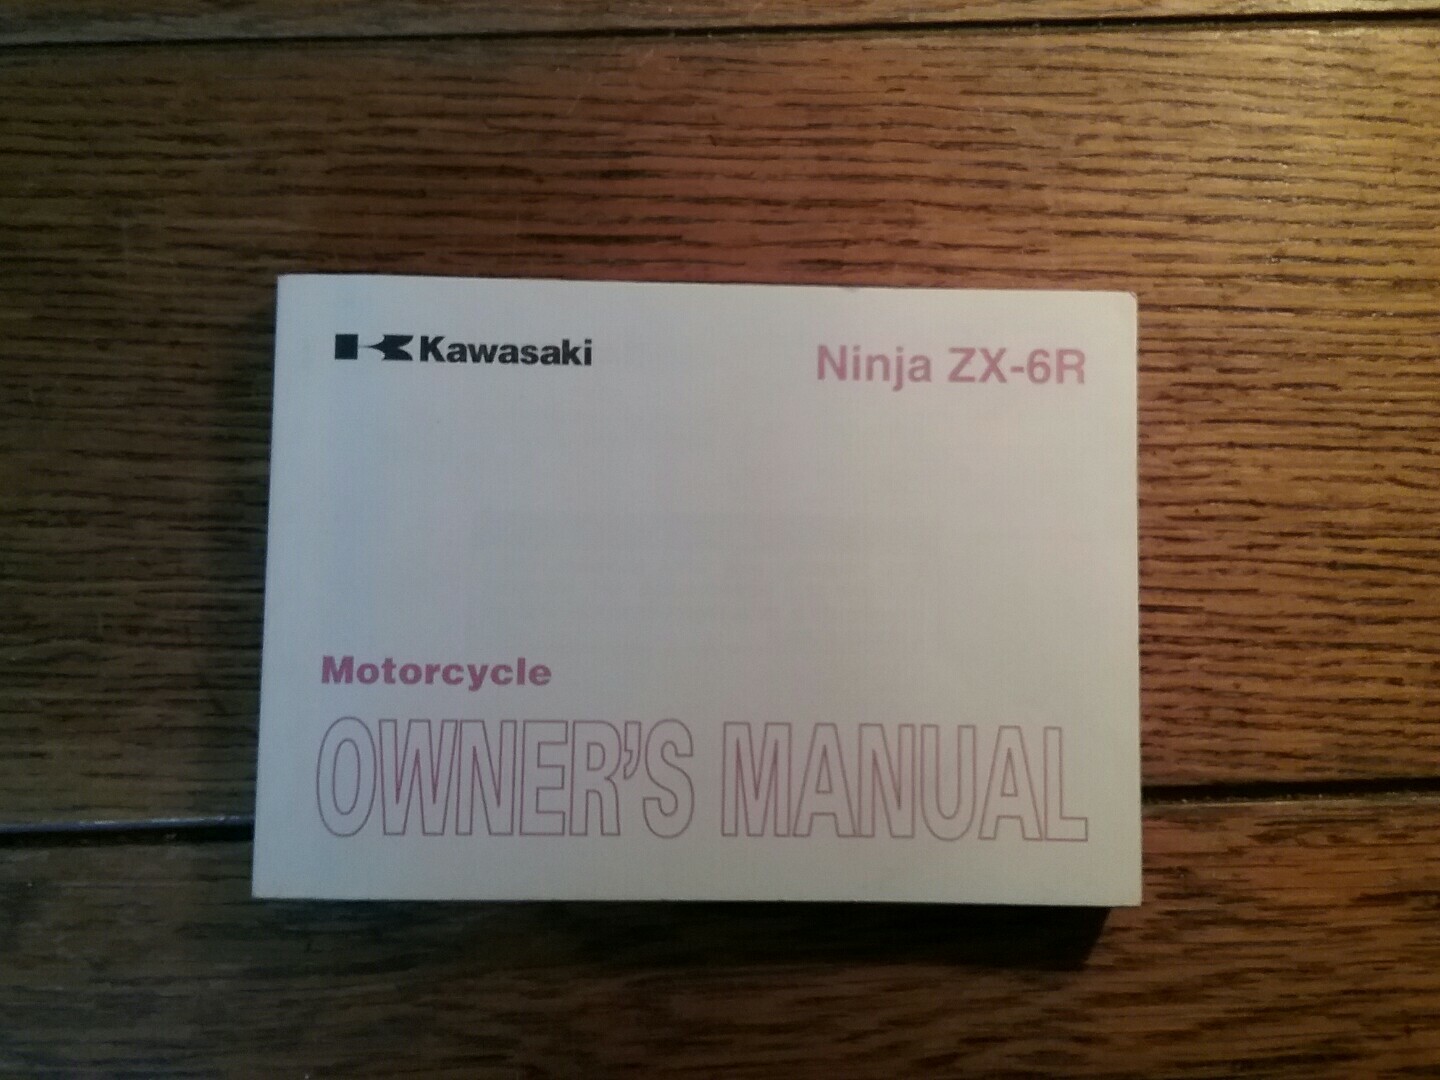 Kawasaki
Ninja ZX-6R
Motorcycle
OWNER'S MANUAL